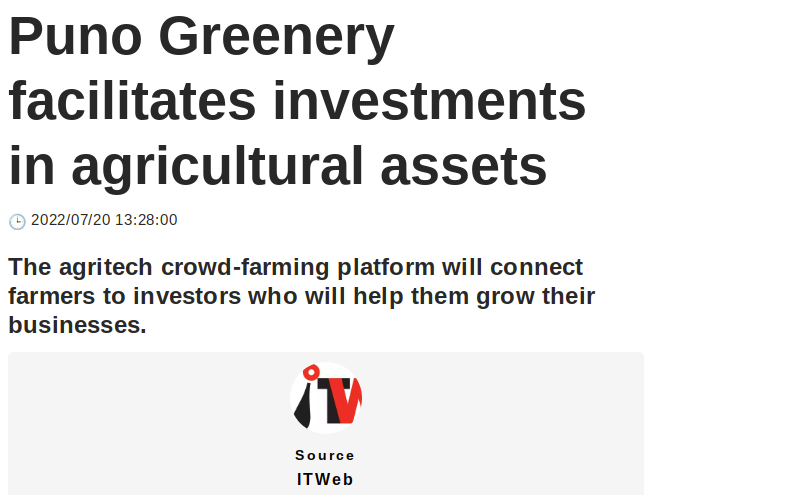 Puno Greenery
facilitates investments
in agricultural assets
2022/07/20 13:28:00
The agritech crowd-farming platform will connect
farmers to investors who will help them grow their
businesses.
iTW
Source
ITWeb